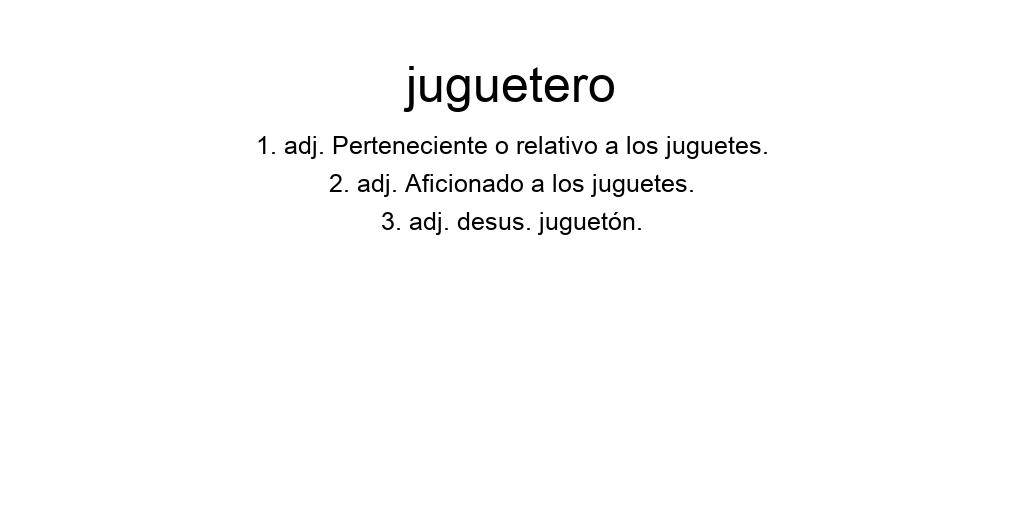 juguetero
1. adj. Perteneciente o relativo a los juguetes.
2. adj. Aficionado a los juguetes.
3. adj. desus. juguetón.